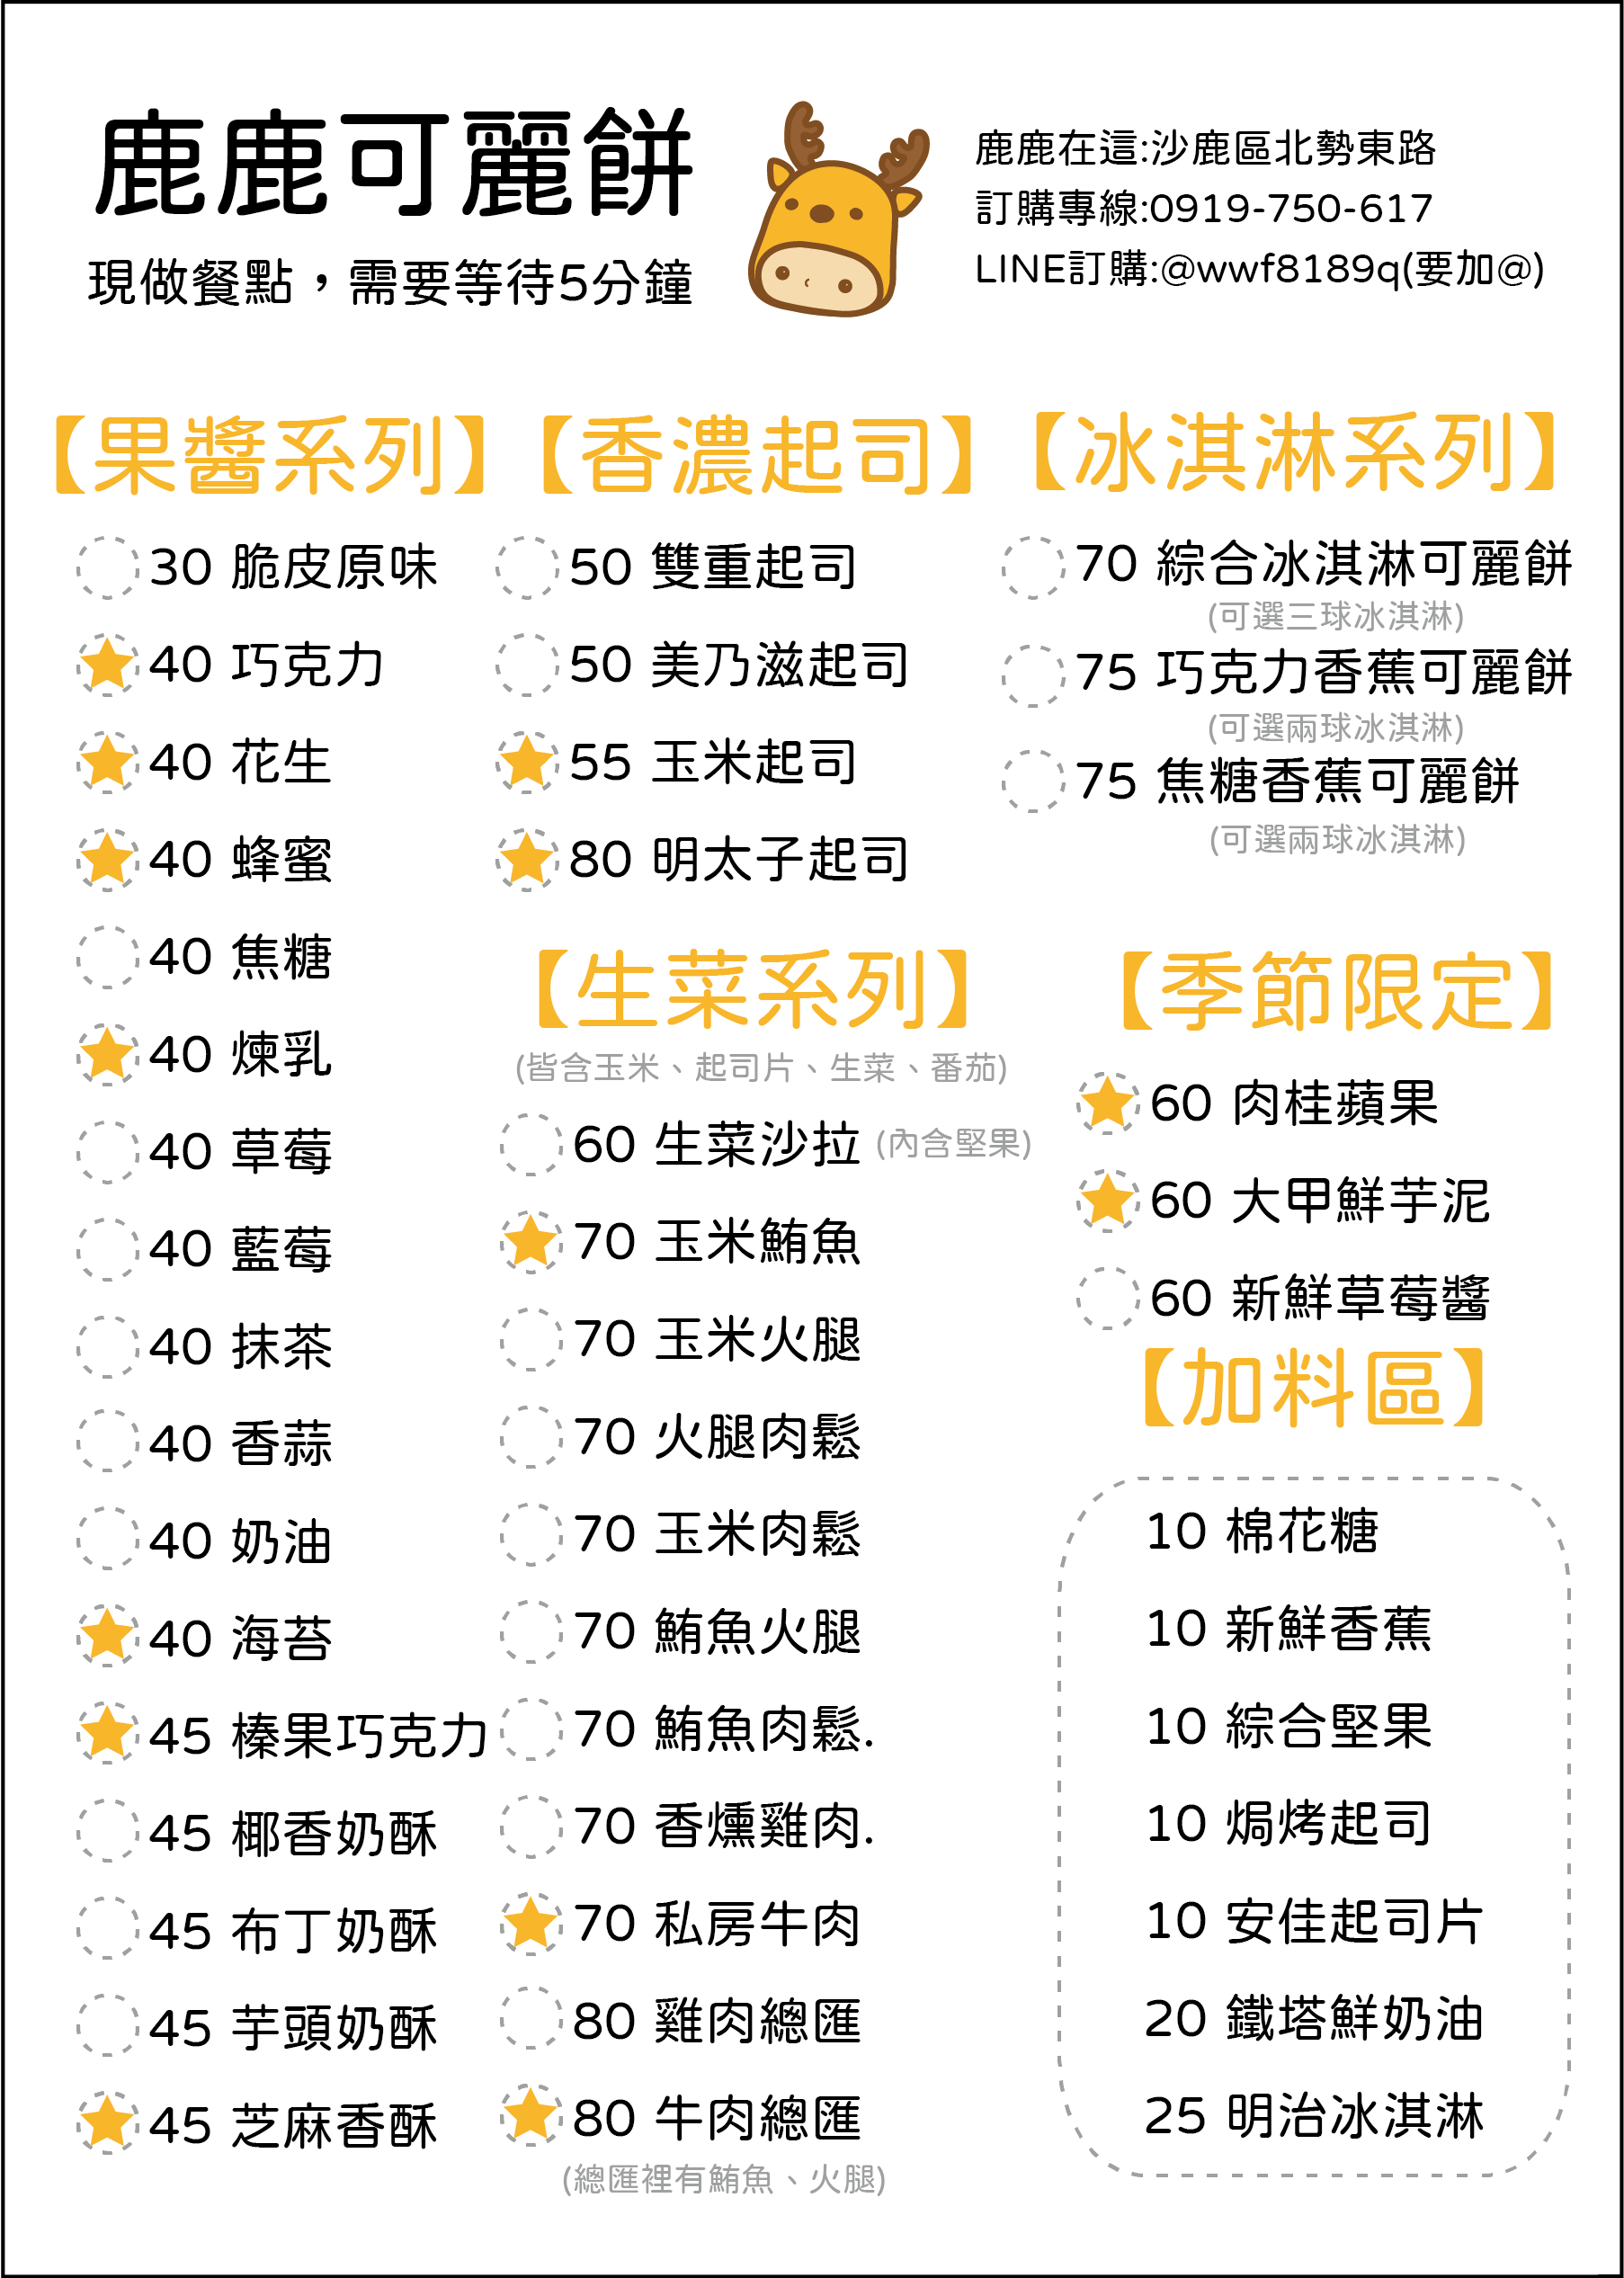 鹿鹿可麗餅
現做餐點，需要等待5分鐘
鹿鹿在這:沙鹿區北勢東路
訂購專線:0919-750-617
LINE訂購:@wwf8189q(要加@)
【果醬系列】
30 脆皮原味
40 巧克力
40 花生
40 蜂蜜
40 焦糖
40 煉乳
40 草莓
40 藍莓
40 抹茶
40 香蒜
40 奶油
40 海苔
45 榛果巧克力
45 椰香奶酥
45 布丁奶酥
45 芋頭奶酥
45 芝麻香酥
【香濃起司】
50 雙重起司
50 美乃滋起司
55 玉米起司
80 明太子起司
【生菜系列】
(皆含玉米、起司片、生菜、番茄)
60 生菜沙拉 (內含堅果)
70 玉米鮪魚
70 玉米火腿
70 火腿肉鬆
70 玉米肉鬆
70 鮪魚火腿
70 鮪魚肉鬆.
70 香燻雞肉.
70 私房牛肉
80 雞肉總匯
80 牛肉總匯
(總匯裡有鮪魚、火腿)
【冰淇淋系列】
70 綜合冰淇淋可麗餅
(可選三球冰淇淋)
75 巧克力香蕉可麗餅
(可選兩球冰淇淋)
75 焦糖香蕉可麗餅
(可選兩球冰淇淋)
【季節限定】
60 肉桂蘋果
60 大甲鮮芋泥
60 新鮮草莓醬
【加料區】
10 棉花糖
10 新鮮香蕉
10 綜合堅果
10 焗烤起司
10 安佳起司片
20 鐵塔鮮奶油
25 明治冰淇淋